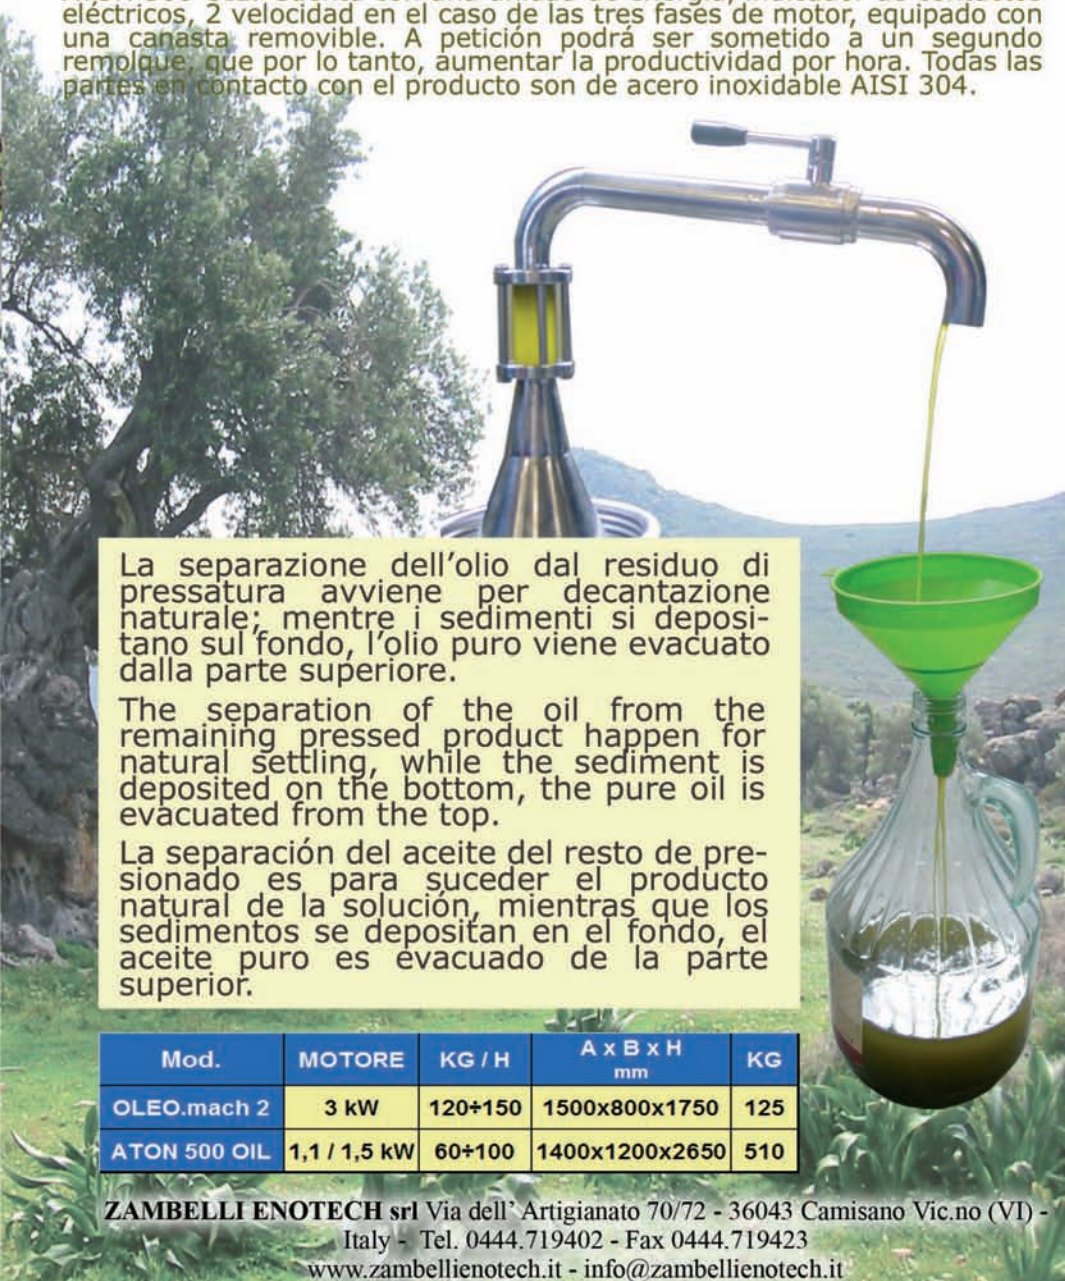 eléctricos, 2 velocidad en el caso de las tres fases de motor, equipado con
una canasta removible. A petición podrá ser sometido a un segundo
remolque, que por lo tanto, aumentar la productividad por hora. Todas las
partes en contacto con el producto son de acero inoxidable AISI 304.
La separazione dell'olio dal residuo di
pressatura avviene per decantazione
naturale; mentre i sedimenti si deposi-
tano sul fondo, l'olio puro viene evacuato
dalla parte superiore.
The separation of the oil from the
remaining pressed product happen for
natural settling, while the sediment is
deposited on the bottom, the pure oil is
evacuated from the top.
La separación del aceite del resto de pre-
sionado es para suceder el producto
natural de la solución, mientras que los
sedimentos se depositan en el fondo, el
aceite puro es evacuado de la parte
superior.
Mod. MOTORE KG / H A x B x H mm KG
OLEO.mach 2 3 kW 120÷150 1500x800x1750 125
ATON 500 OIL 1,1 / 1,5 kW 60÷100 1400x1200x2650 510
ZAMBELLI ENOTECH srl Via dell' Artigianato 70/72 - 36043 Camisano Vic.no (VI) -
Italy - Tel. 0444.719402 - Fax 0444.719423
www.zambellienotech.it - info@zambellienotech.it